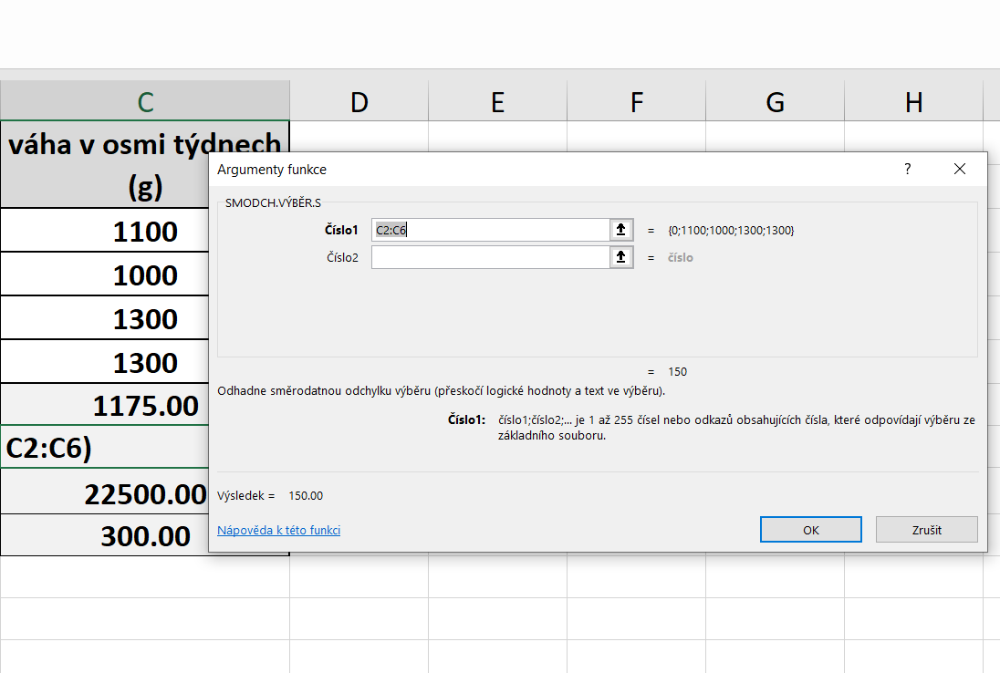 C D E F G H
váha v osmi týdnech
(g)
1100
1000
1300
1300
1175.00
C2:C6)
22500.00
300.00
Argumenty funkce ?
SMODCH.VÝBĚR.S
Číslo1 C2:C6 = {0;1100;1000;1300;1300}
Číslo2 = číslo
= 150
Odhadne směrodatnou odchylku výběru (přeskočí logické hodnoty a text ve výběru).
Číslo1: číslo1;číslo2;... je 1 až 255 čísel nebo odkazů obsahujících čísla, které odpovídají výběru ze
základního souboru.
Výsledek = 150.00
Nápověda k této funkci OK Zrušit